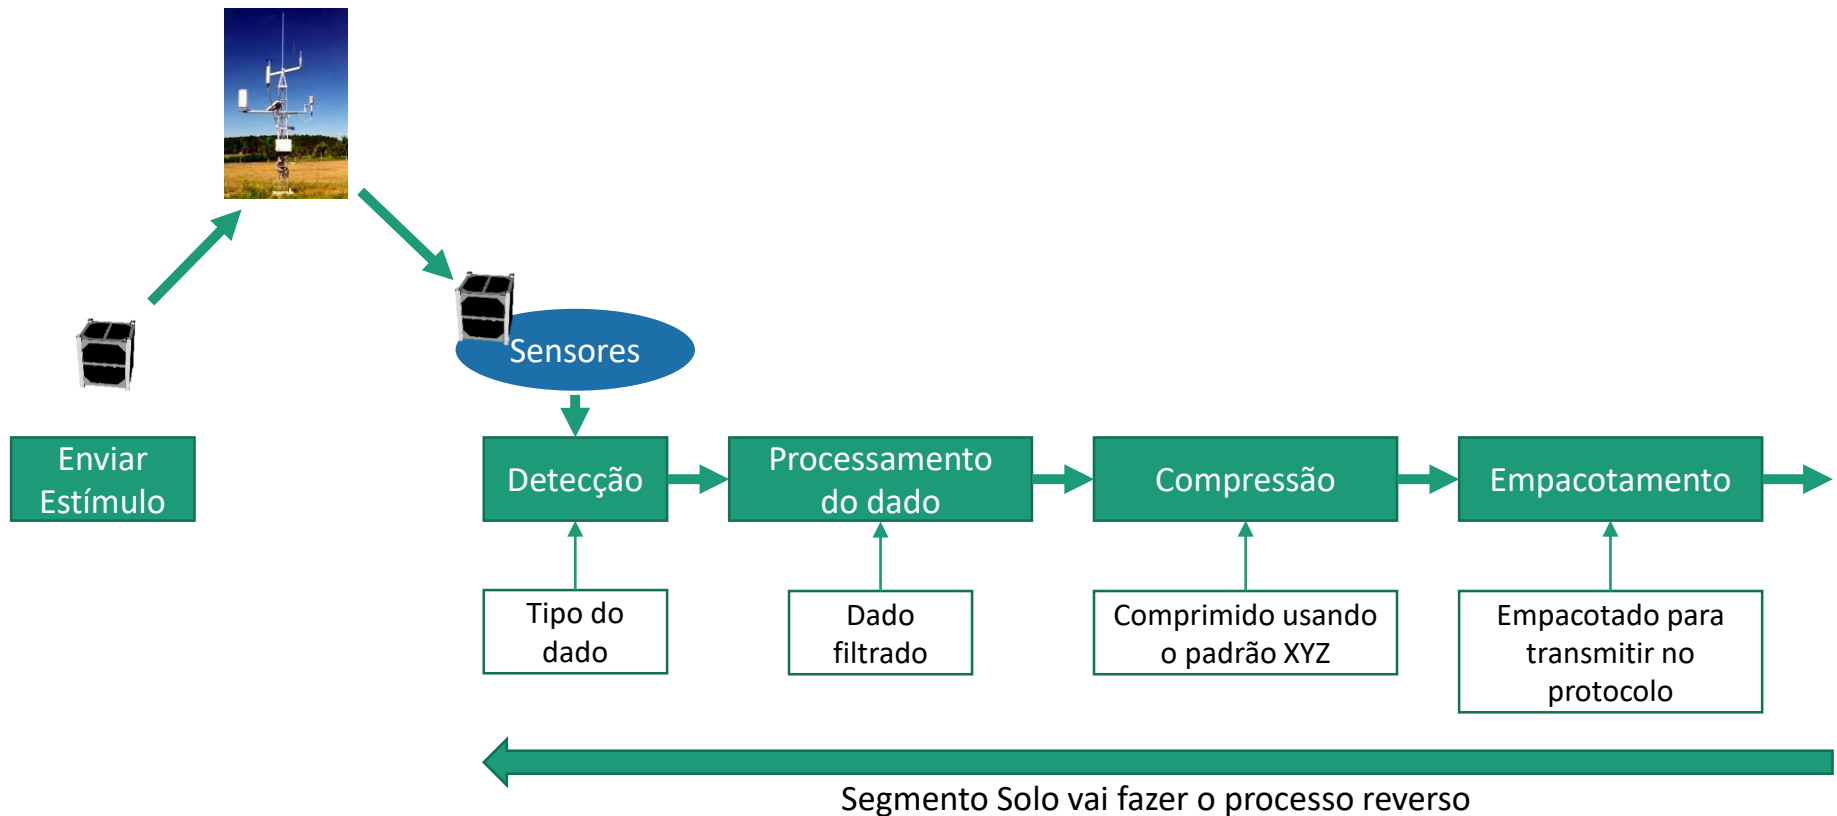 Sensores
Enviar
Estímulo
Detecção
Processamento
do dado
Compressão
Empacotamento
Tipo do
dado
Dado
filtrado
Comprimido usando
o padrão XYZ
Empacotado para
transmitir no
protocolo
Segmento Solo vai fazer o processo reverso